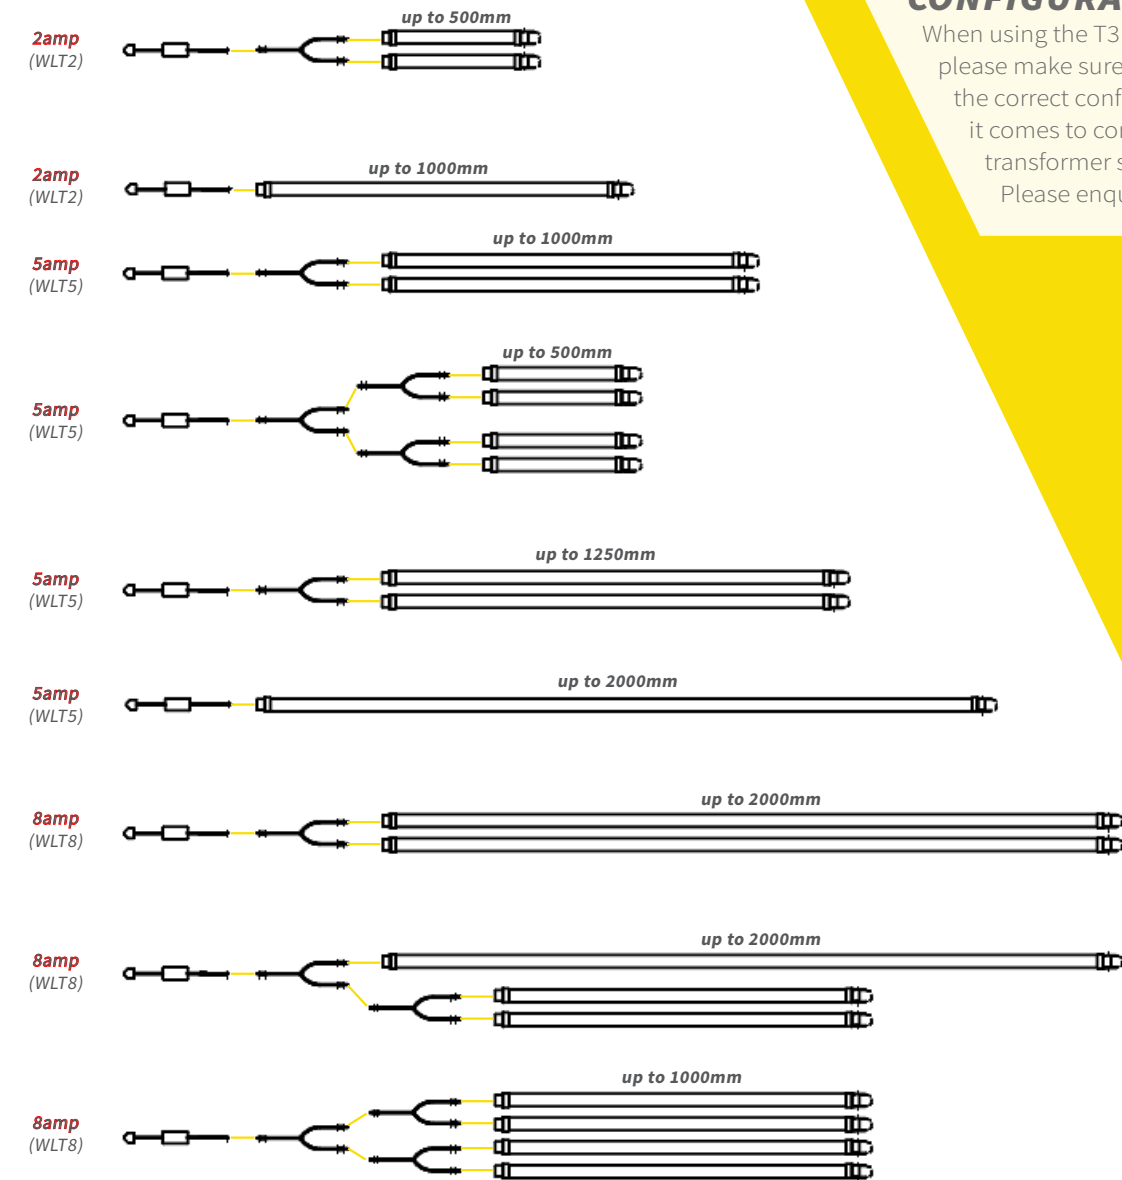 up to 500mm
2amp
(WLT2)
up to 1000mm
2amp
(WLT2)
up to 1000mm
5amp
(WLT5)
up to 500mm
5amp
(WLT5)
up to 1250mm
5amp
(WLT5)
up to 2000mm
5amp
(WLT5)
up to 2000mm
8amp
(WLT8)
up to 2000mm
8amp
(WLT8)
up to 1000mm
8amp
(WLT8)
CONFIGURA
When using the T3
please make sure
the correct conf
it comes to cor
transformer s
Please enqu